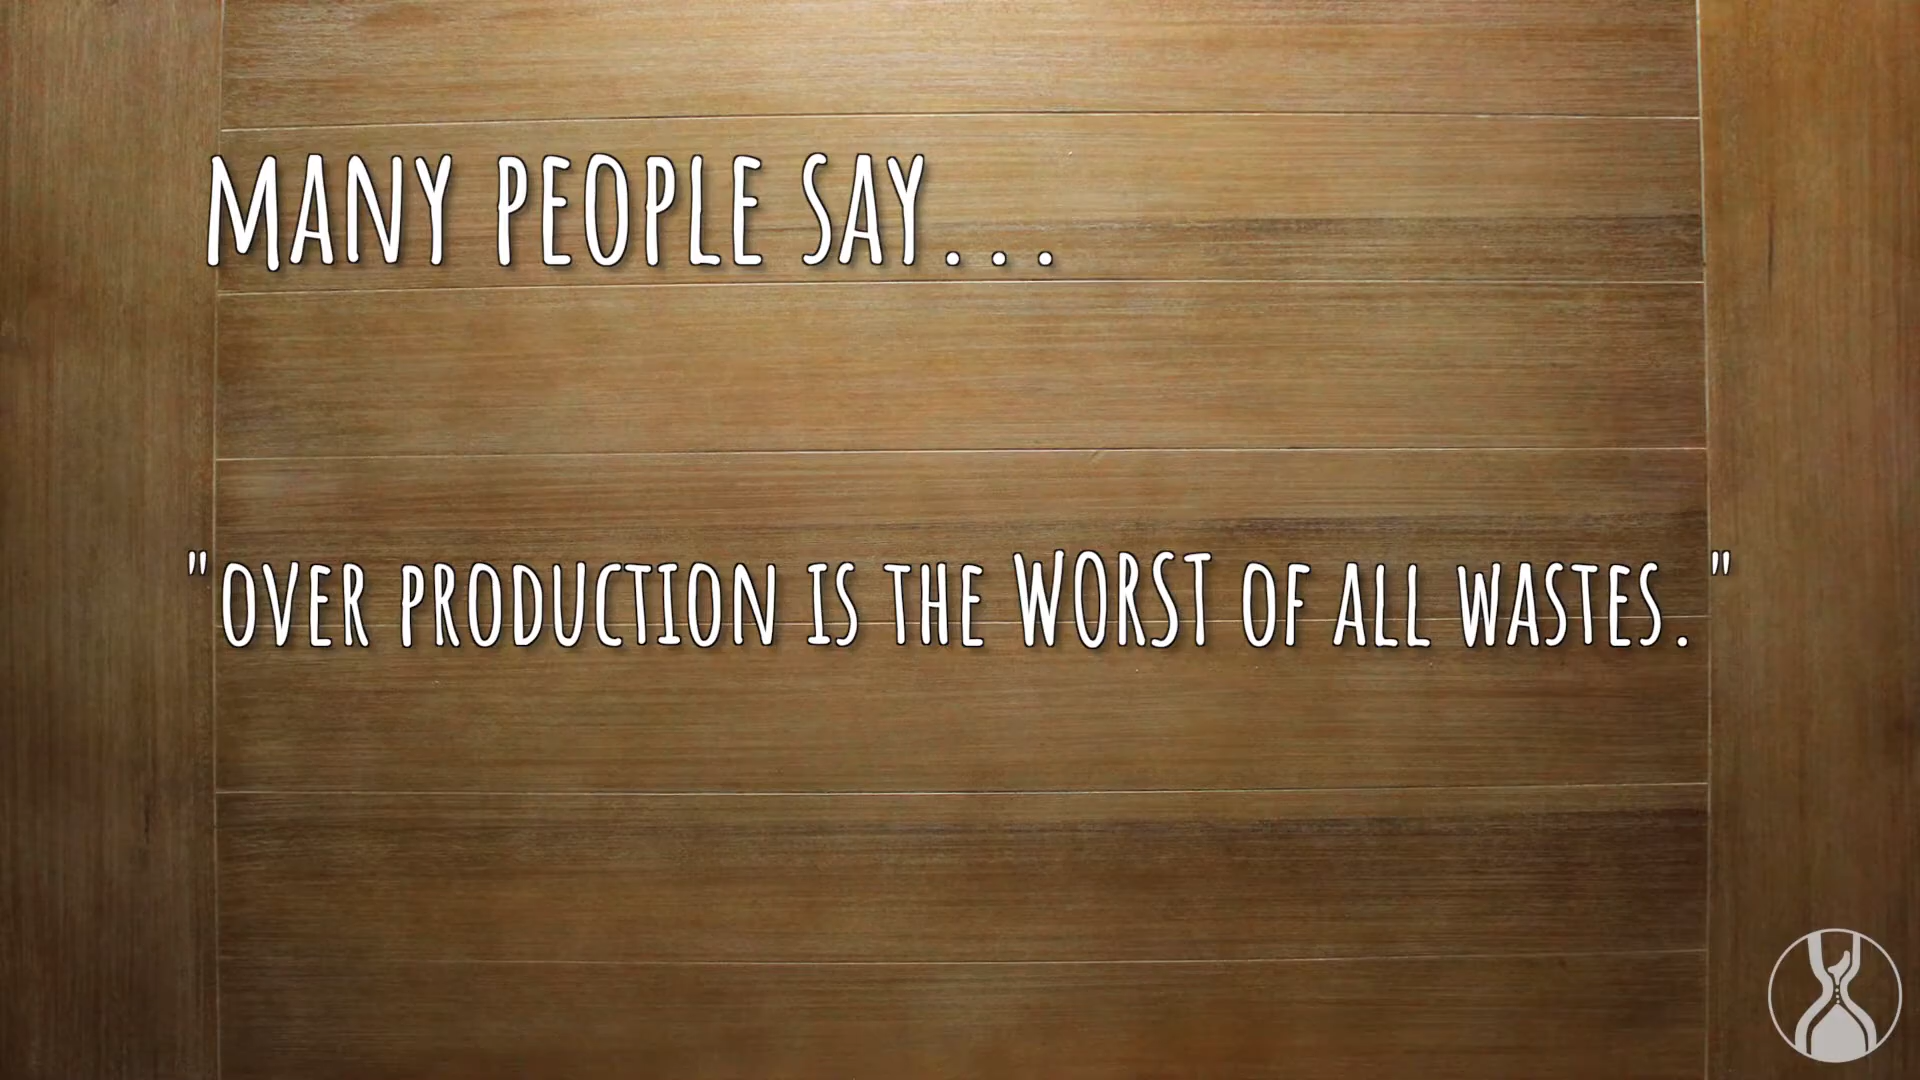 MANY PEOPLE SAY...
"OVER PRODUCTION IS THE WORST OF ALL WASTES."